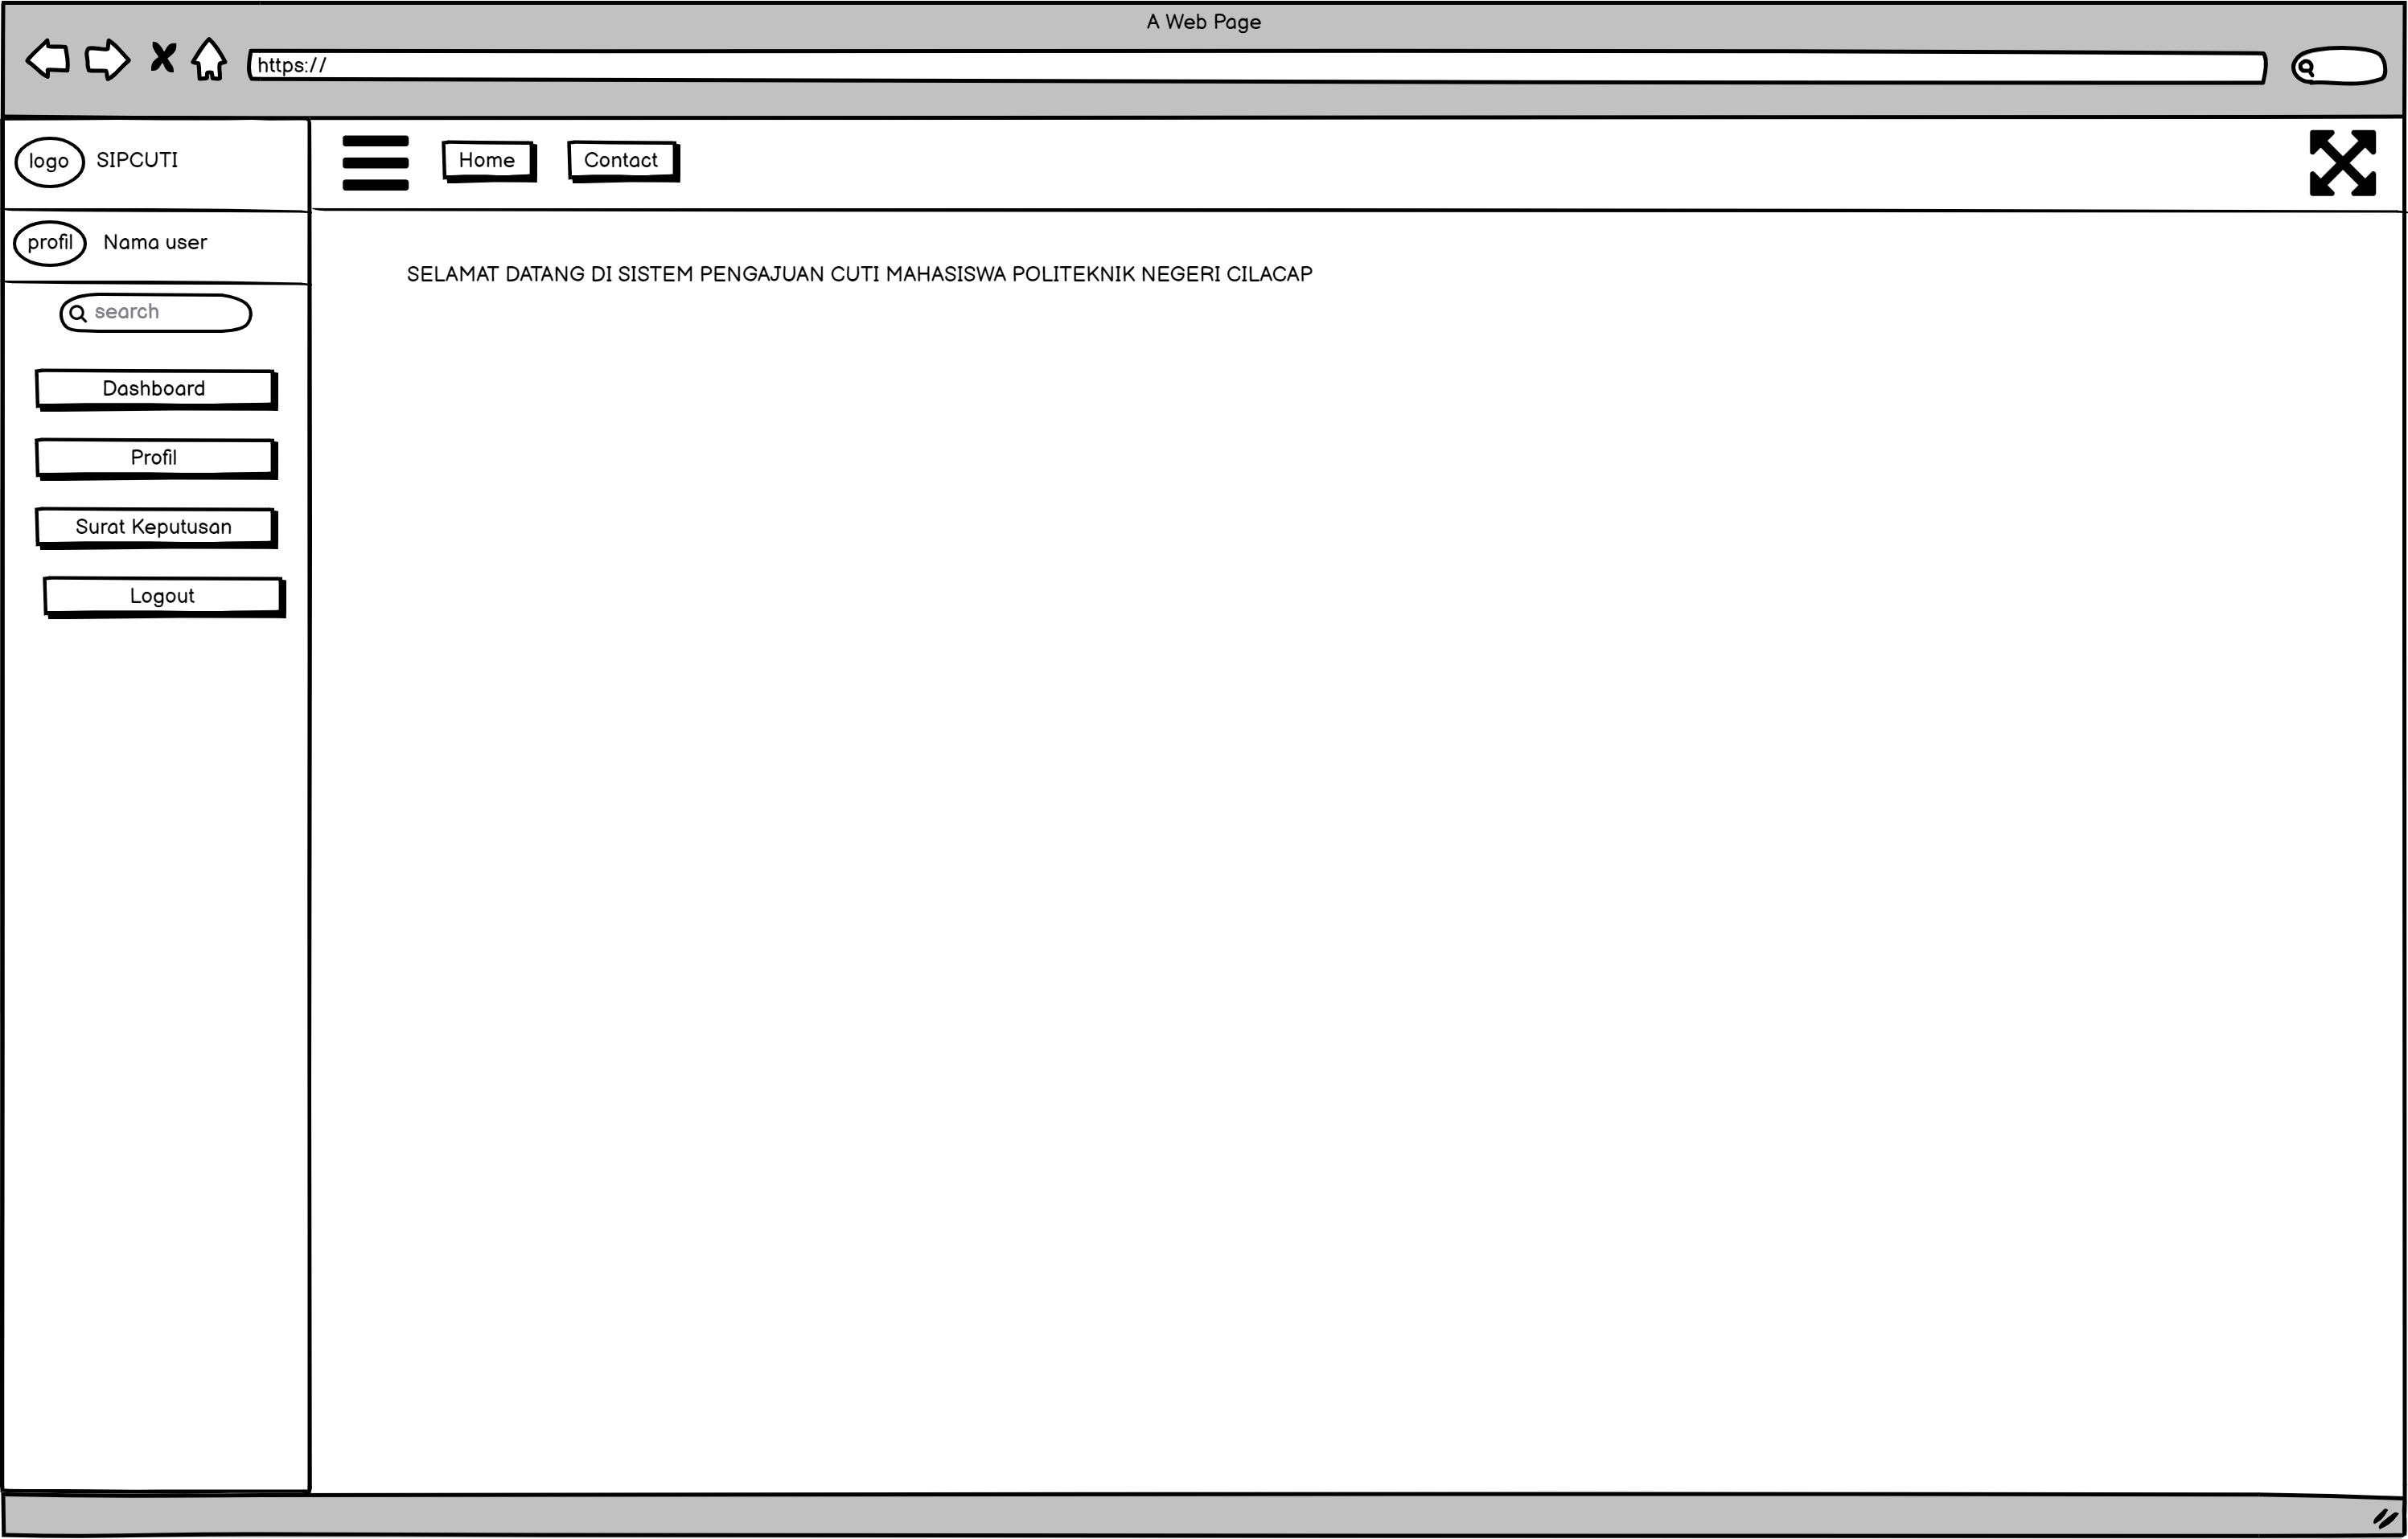 A Web Page
https://
logo SIPCUTI
Home Contact
profil Nama user
SELAMAT DATANG DI SISTEM PENGAJUAN CUTI MAHASISWA POLITEKNIK NEGERI CILACAP
search
Dashboard
Profil
Surat Keputusan
Logout